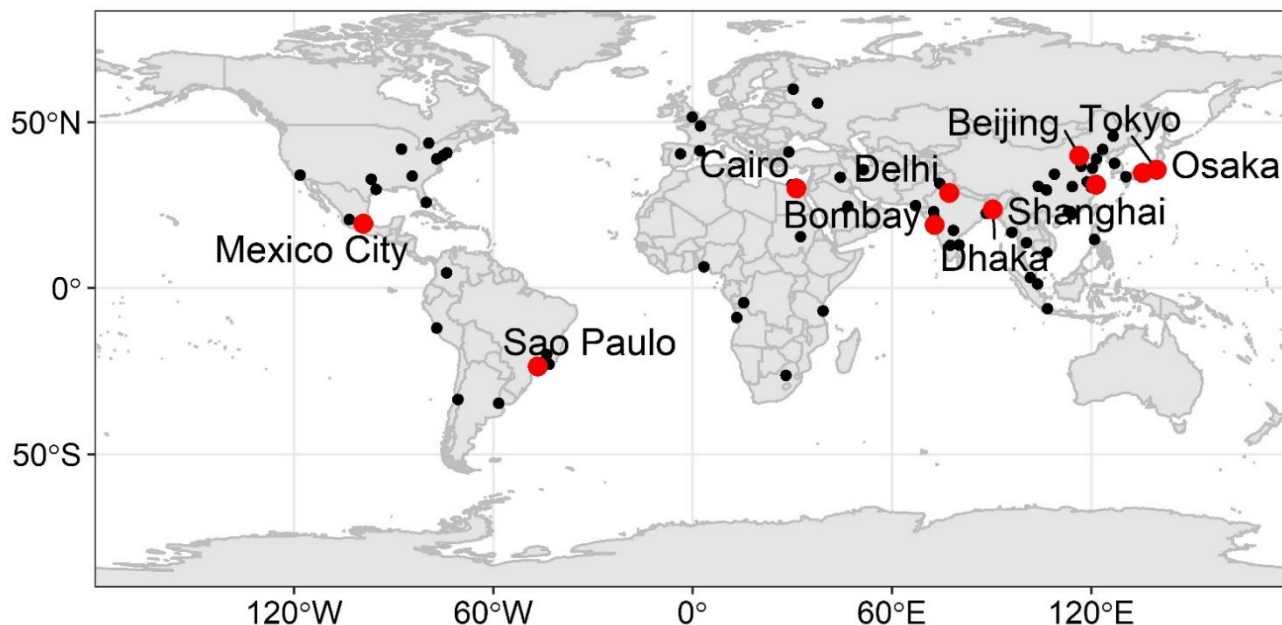 50°N
0°
50°S
Beijing
Tokyo
Osaka
Cairo
Delhi
Bombay
Shanghai
Dhaka
Mexico City
Sao Paulo
120°W
60°W
0°
60°E
120°E